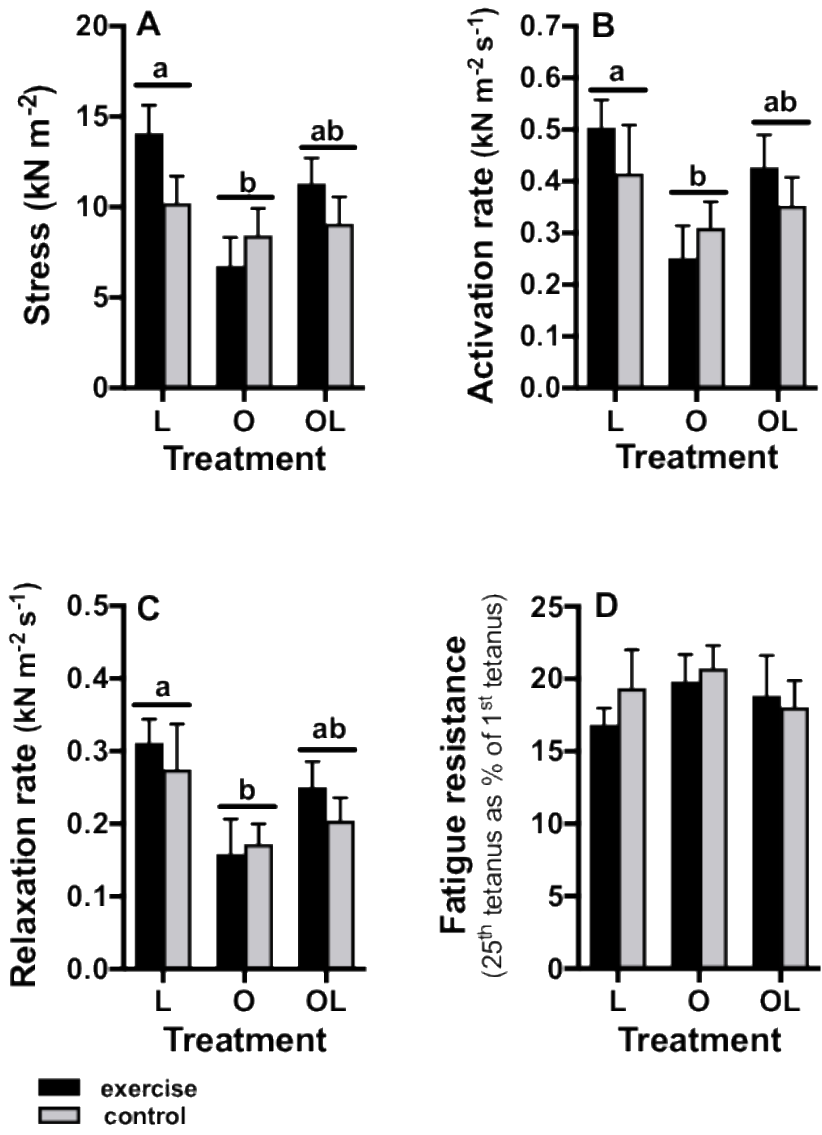 A
Stress (kN m-2)
20
15
10
5
0
a
b
ab
L O OL
Treatment
B
Activation rate (kN m-2 s-1)
0.7
0.6
0.5
0.4
0.3
0.2
0.1
0.0
a
b
ab
L O OL
Treatment
C
Relaxation rate (kN m-2 s-1)
0.5
0.4
0.3
0.2
0.1
0.0
a
b
ab
L O OL
Treatment
D
Fatigue resistance
(25th tetanus as % of 1st tetanus)
25
20
15
10
5
0
L O OL
Treatment
exercise
control